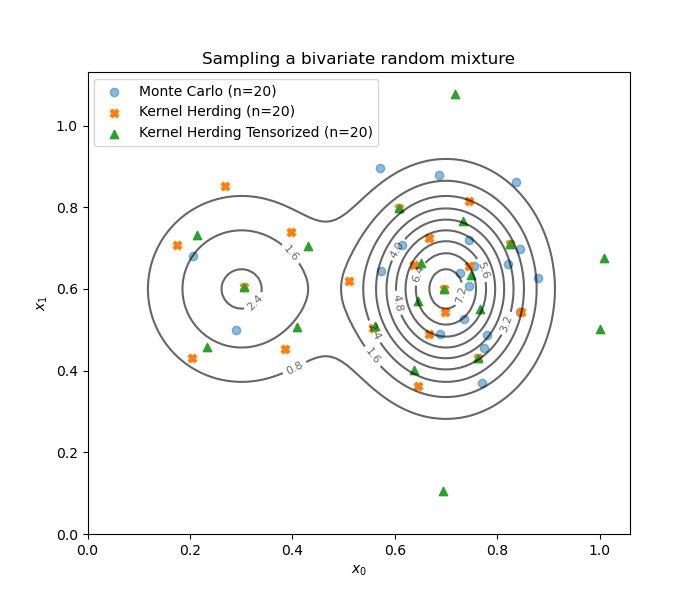 Sampling a bivariate random mixture
Monte Carlo (n=20)
Kernel Herding (n=20)
Kernel Herding Tensorized (n=20)
1.0
0.8
0.6
0.4
0.2
0.0
x₁
0.0 0.2 0.4 0.6 0.8 1.0
x₀
1.6
2.4
0.8
4.0
5.6
7.2
4.8
3.2
1.6